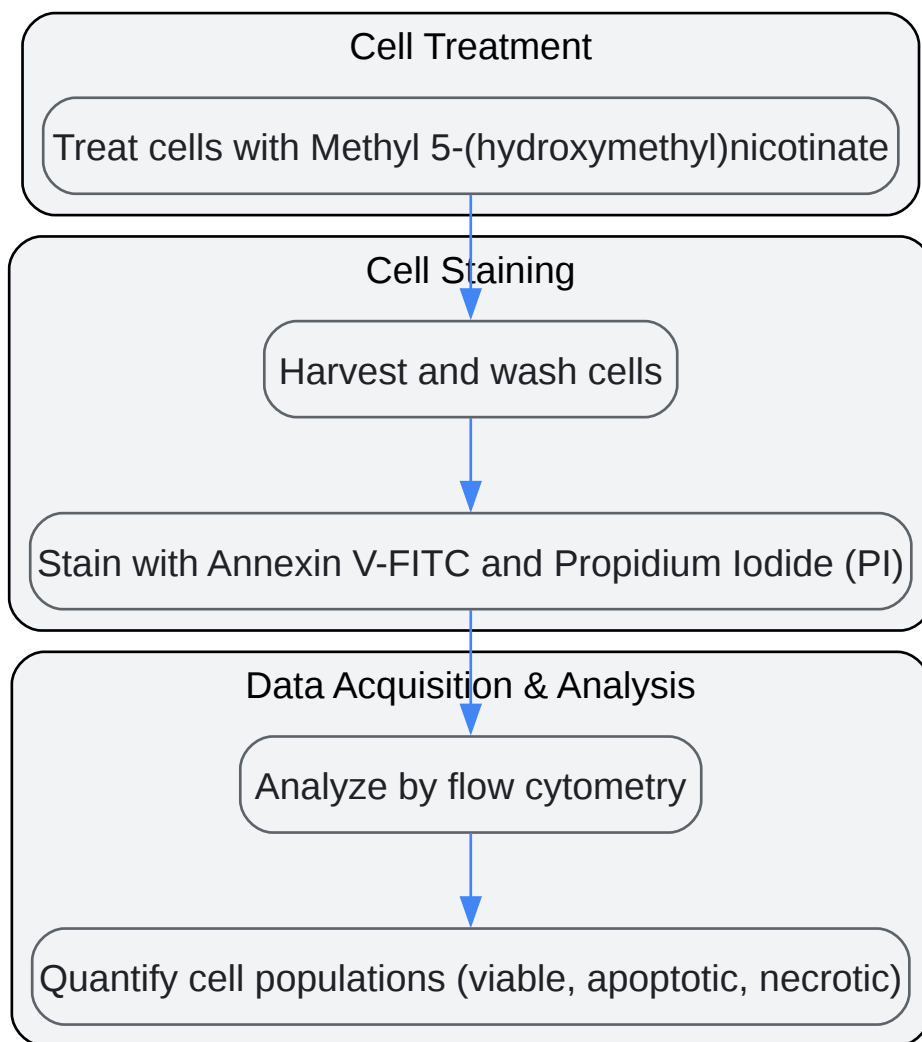 Cell Treatment
Treat cells with Methyl 5-(hydroxymethyl)nicotinate
Cell Staining
Harvest and wash cells
Stain with Annexin V-FITC and Propidium Iodide (PI)
Data Acquisition & Analysis
Analyze by flow cytometry
Quantify cell populations (viable, apoptotic, necrotic)